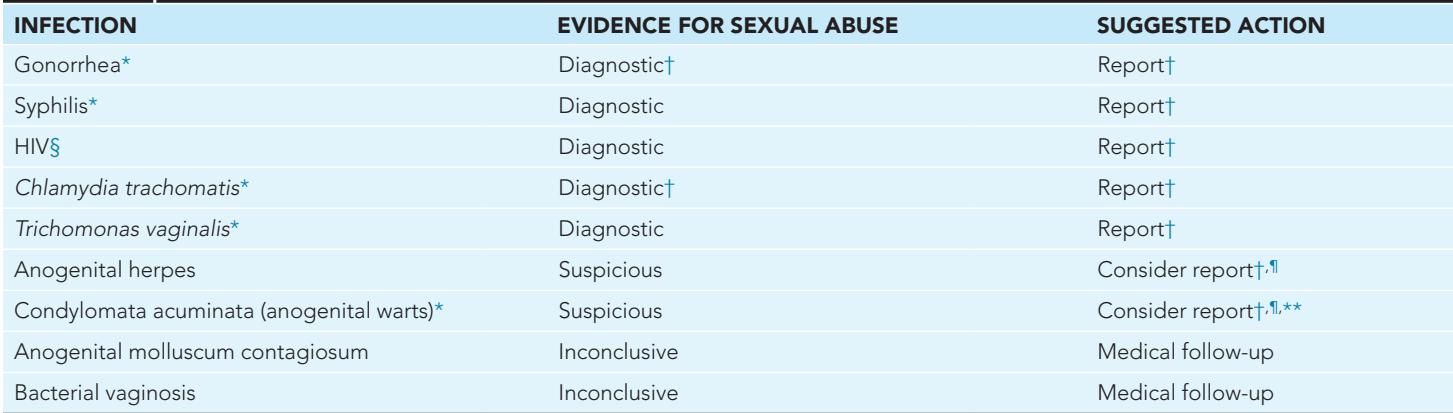 INFECTION EVIDENCE FOR SEXUAL ABUSE SUGGESTED ACTION
Gonorrhea* Diagnostic† Report†
Syphilis* Diagnostic Report†
HIV§ Diagnostic Report†
Chlamydia trachomatis* Diagnostic† Report†
Trichomonas vaginalis* Diagnostic Report†
Anogenital herpes Suspicious Consider report†,¶
Condylomata acuminata (anogenital warts)* Suspicious Consider report†,¶,**
Anogenital molluscum contagiosum Inconclusive Medical follow-up
Bacterial vaginosis Inconclusive Medical follow-up